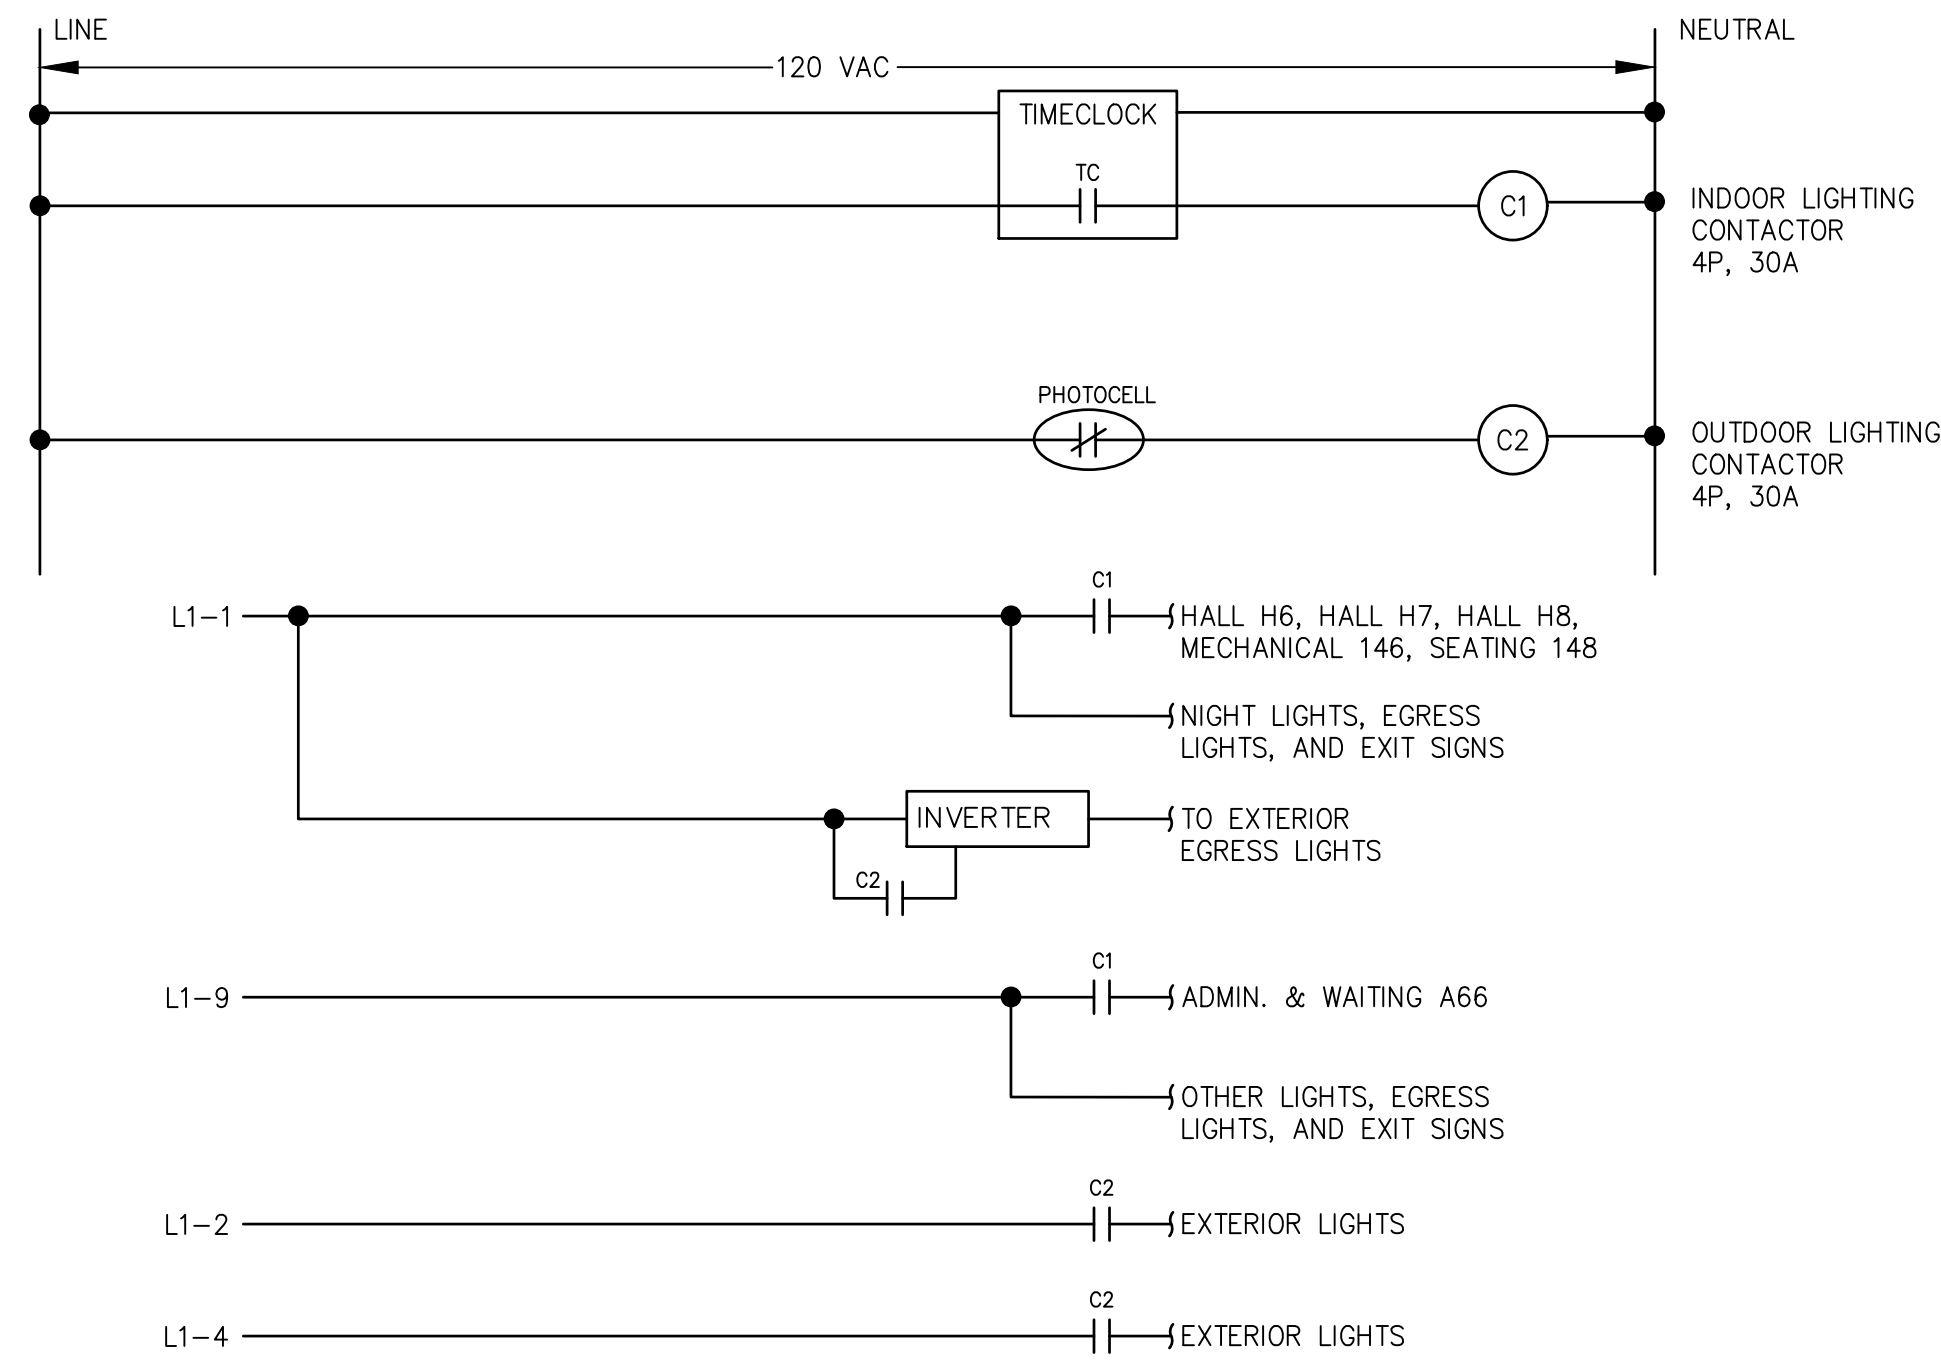 LINE
NEUTRAL
120 VAC
TIMECLOCK
TC
C1
INDOOR LIGHTING
CONTACTOR
4P, 30A
PHOTOCELL
C2
OUTDOOR LIGHTING
CONTACTOR
4P, 30A
C1
L1-1
HALL H6, HALL H7, HALL H8,
MECHANICAL 146, SEATING 148
NIGHT LIGHTS, EGRESS
LIGHTS, AND EXIT SIGNS
INVERTER
TO EXTERIOR
EGRESS LIGHTS
C2
C1
L1-9
ADMIN. & WAITING A66
OTHER LIGHTS, EGRESS
LIGHTS, AND EXIT SIGNS
C2
L1-2
EXTERIOR LIGHTS
C2
L1-4
EXTERIOR LIGHTS